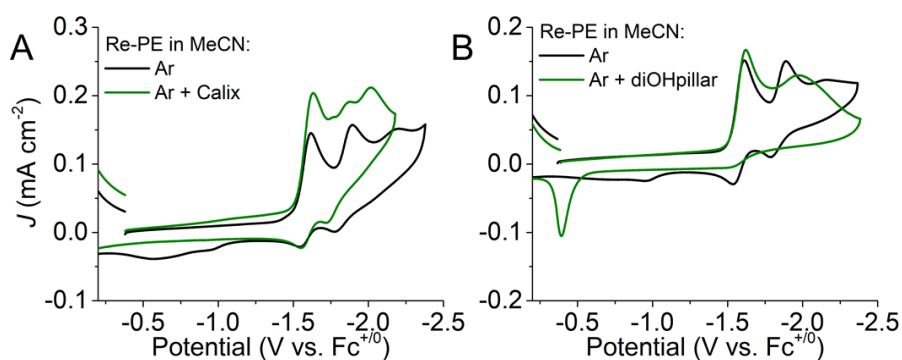 A
Re-PE in MeCN:
Ar
Ar + Calix
J (mA cm⁻²)
0.3
0.2
0.1
0.0
-0.1
-0.5 -1.0 -1.5 -2.0 -2.5
Potential (V vs. Fc⁺/⁰)
B
Re-PE in MeCN:
Ar
Ar + diOHpillar
0.2
0.1
0.0
-0.1
-0.2
-0.5 -1.0 -1.5 -2.0 -2.5
Potential (V vs. Fc⁺/⁰)